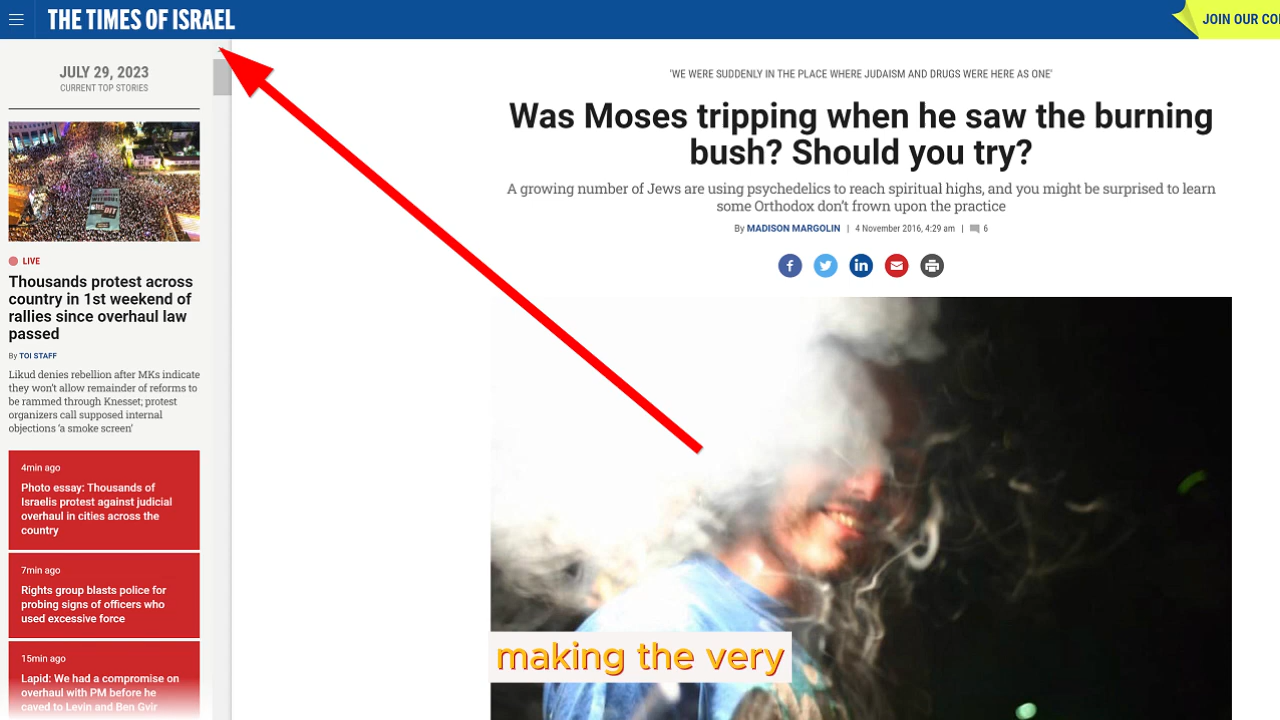 THE TIMES OF ISRAEL
JOIN OUR CO
JULY 29, 2023
CURRENT TOP STORIES
LIVE
Thousands protest across
country in 1st weekend of
rallies since overhaul law
passed
By TOI STAFF
Likud denies rebellion after MKs indicate
they won't allow remainder of reforms to
be rammed through Knesset; protest
organizers call supposed internal
objections 'a smoke screen'
4min ago
Photo essay: Thousands of
Israelis protest against judicial
overhaul in cities across the
country
7min ago
Rights group blasts police for
probing signs of officers who
used excessive force
15min ago
Lapid: We had a compromise on
overhaul with PM before he
caved to Levin and Ben Gvir
'WE WERE SUDDENLY IN THE PLACE WHERE JUDAISM AND DRUGS WERE HERE AS ONE'
Was Moses tripping when he saw the burning
bush? Should you try?
A growing number of Jews are using psychedelics to reach spiritual highs, and you might be surprised to learn
some Orthodox don't frown upon the practice
By MADISON MARGOLIN | 4 November 2016, 4:29 am | 6
making the very